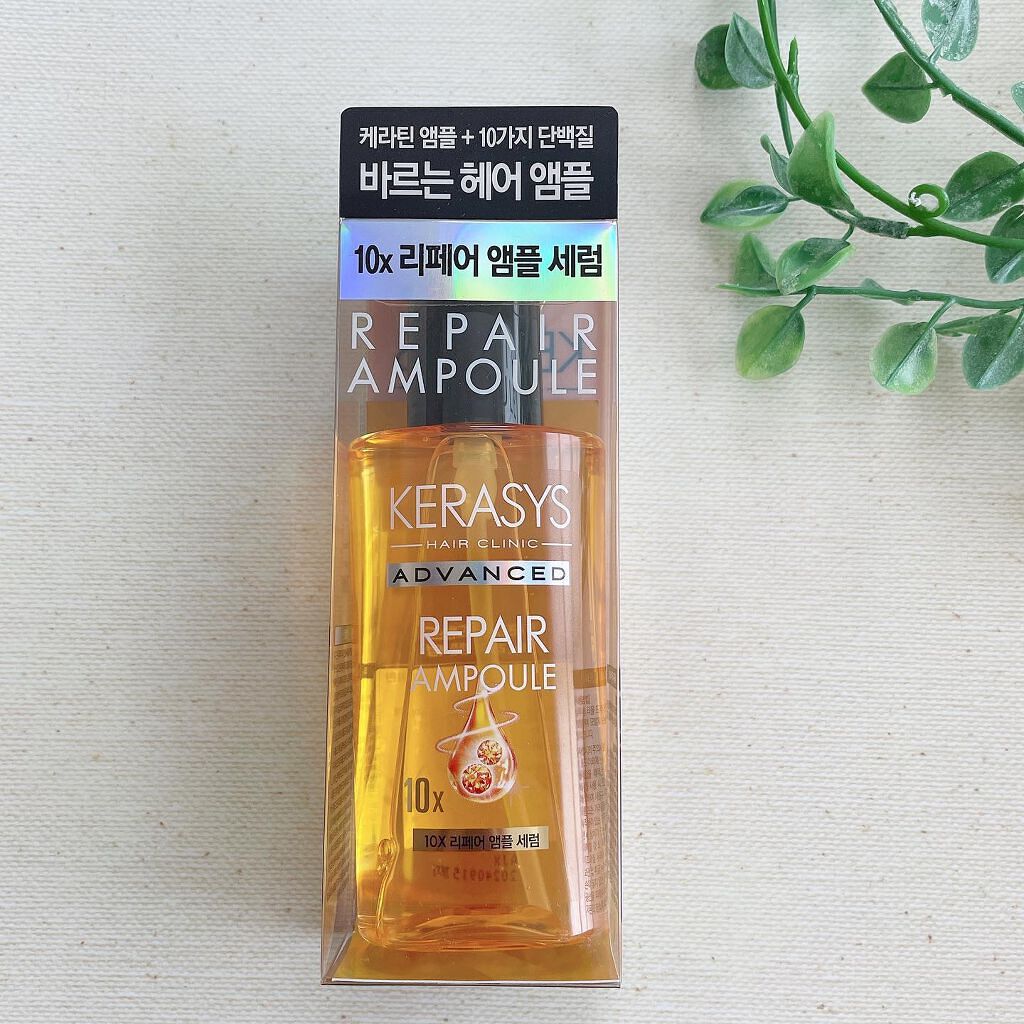 케라틴 앰플 + 10가지 단백질
바르는 헤어 앰플
10x 리페어 앰플 세럼
REPAIR
AMPOULE
KERASYS
HAIR CLINIC
ADVANCED
REPAIR
AMPOULE
10x
10X 리페어 앰플 세럼
20240915